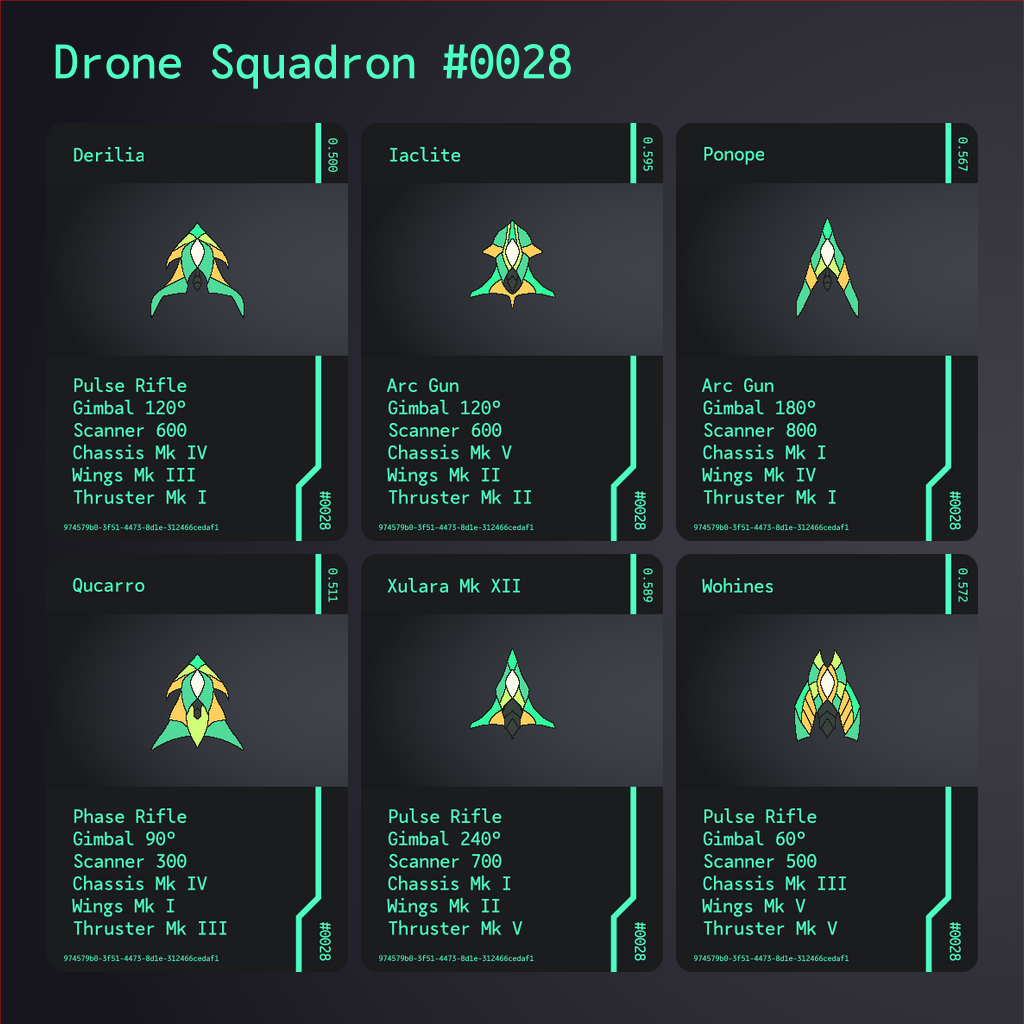 Drone Squadron #0028
Derilia
0.500
Pulse Rifle
Gimbal 120º
Scanner 600
Chassis Mk IV
Wings Mk III
Thruster Mk I
#0028
974579b0-3f51-4473-8d1e-312466cedaf1
Iaclite
0.595
Arc Gun
Gimbal 120º
Scanner 600
Chassis Mk V
Wings Mk II
Thruster Mk II
#0028
974579b0-3f51-4473-8d1e-312466cedaf1
Ponope
0.567
Arc Gun
Gimbal 180º
Scanner 800
Chassis Mk I
Wings Mk IV
Thruster Mk I
#0028
974579b0-3f51-4473-8d1e-312466cedaf1
Qucarro
0.511
Phase Rifle
Gimbal 90º
Scanner 300
Chassis Mk IV
Wings Mk I
Thruster Mk III
#0028
974579b0-3f51-4473-8d1e-312466cedaf1
Xulara Mk XII
0.589
Pulse Rifle
Gimbal 240º
Scanner 700
Chassis Mk I
Wings Mk II
Thruster Mk V
#0028
974579b0-3f51-4473-8d1e-312466cedaf1
Wohines
0.572
Pulse Rifle
Gimbal 60º
Scanner 500
Chassis Mk III
Wings Mk V
Thruster Mk V
#0028
974579b0-3f51-4473-8d1e-312466cedaf1